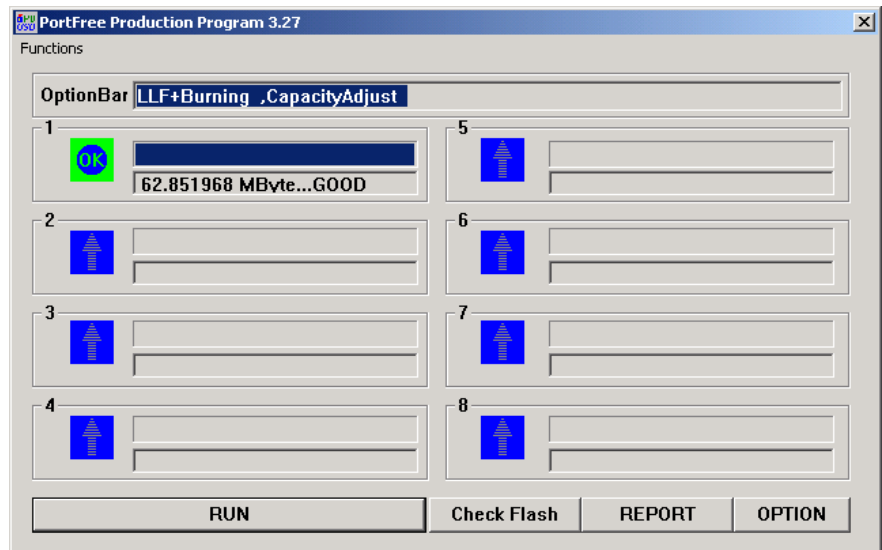 PortFree Production Program 3.27
Functions
OptionBar LLF+Burning ,CapacityAdjust
1
OK
62.851968 MByte...GOOD
2
3
4
5
6
7
8
RUN Check Flash REPORT OPTION